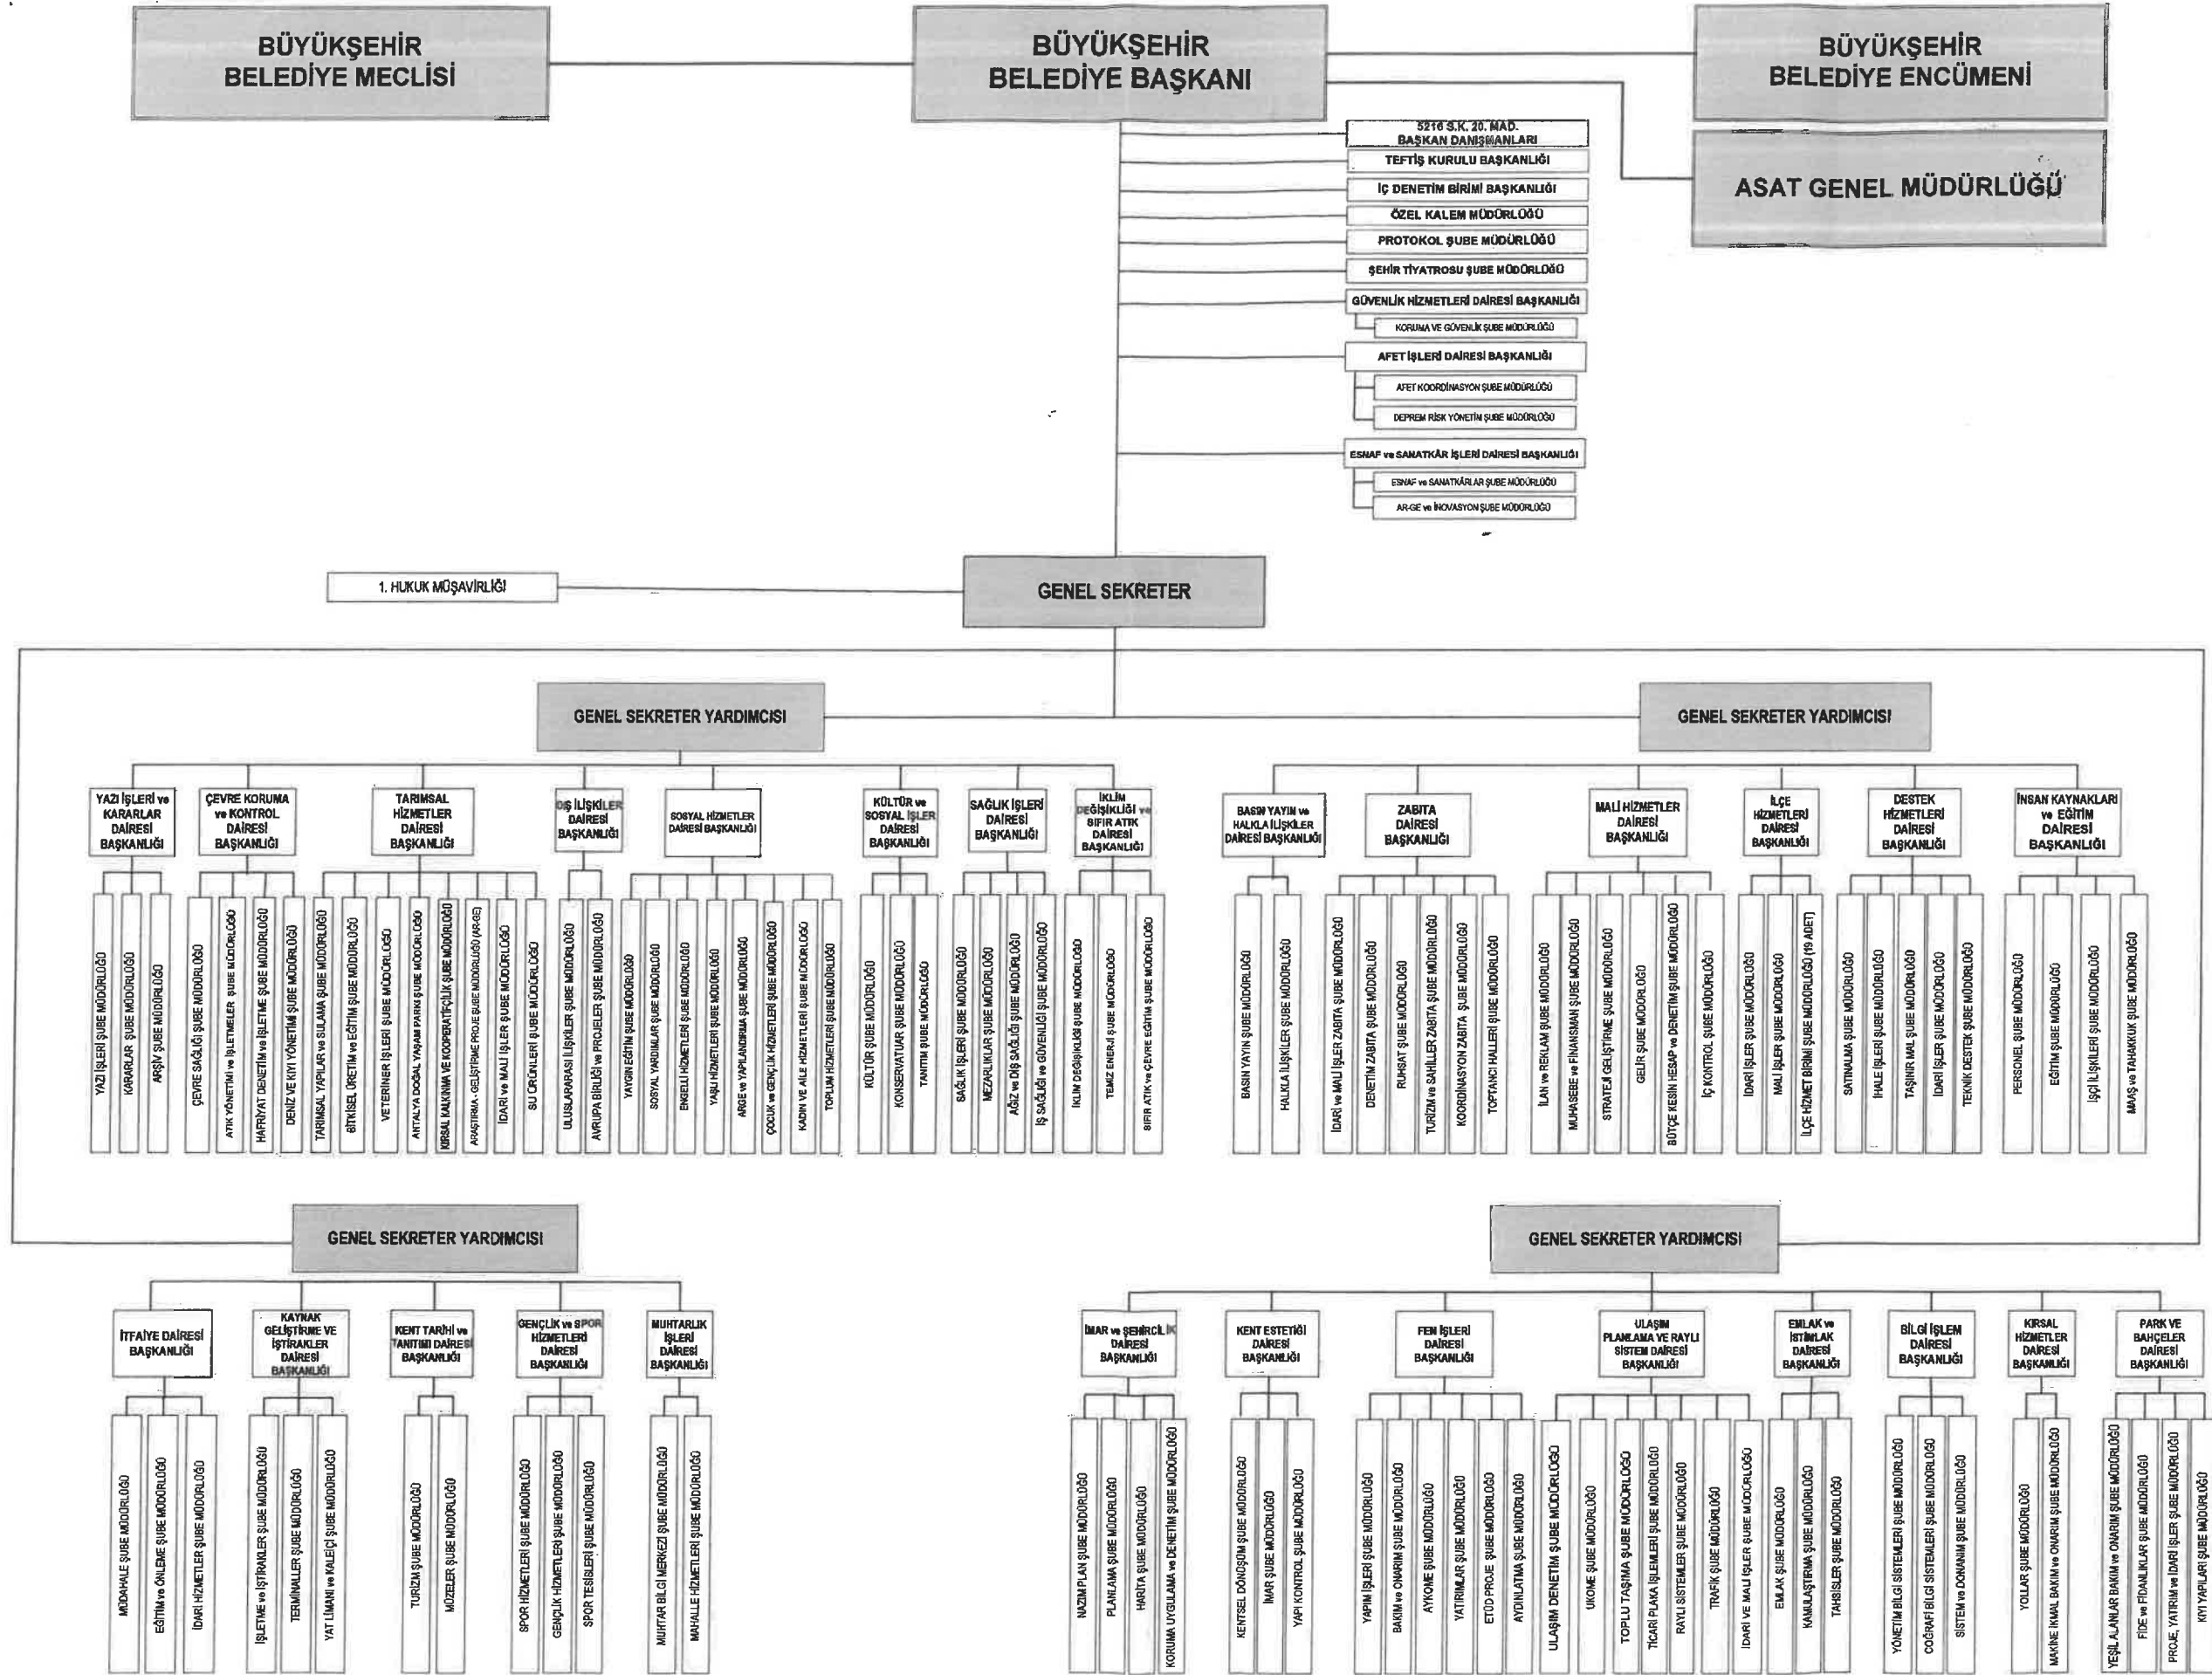 BÜYÜKŞEHİR
BELEDİYE MECLİSİ
BÜYÜKŞEHİR
BELEDİYE BAŞKANI
BÜYÜKŞEHİR
BELEDİYE ENCÜMENİ
ASAT GENEL MÜDÜRLÜĞÜ
5216 S.K. 20. MAD.
BAŞKAN DANIŞMANLARI
TEFTİŞ KURULU BAŞKANLIĞI
İÇ DENETİM BİRİMİ BAŞKANLIĞI
ÖZEL KALEM MÜDÜRLÜĞÜ
PROTOKOL ŞUBE MÜDÜRLÜĞÜ
ŞEHİR TİYATROSU ŞUBE MÜDÜRLÜĞÜ
GÜVENLİK HİZMETLERİ DAİRESİ BAŞKANLIĞI
KORUMA VE GÜVENLİK ŞUBE MÜDÜRLÜĞÜ
AFET İŞLERİ DAİRESİ BAŞKANLIĞI
AFET KOORDİNASYON ŞUBE MÜDÜRLÜĞÜ
DEPREM RİSK YÖNETİM ŞUBE MÜDÜRLÜĞÜ
ESNAF ve SANATKÂR İŞLERİ DAİRESİ BAŞKANLIĞI
ESNAF ve SANATKÂRLAR ŞUBE MÜDÜRLÜĞÜ
AR-GE ve İNOVASYON ŞUBE MÜDÜRLÜĞÜ
1. HUKUK MÜŞAVİRLİĞİ
GENEL SEKRETER
GENEL SEKRETER YARDIMCISI
YAZI İŞLERİ ve
KARARLAR
DAİRESİ
BAŞKANLIĞI
YAZI İŞLERİ ŞUBE MÜDÜRLÜĞÜ
KARARLAR ŞUBE MÜDÜRLÜĞÜ
ARŞİV ŞUBE MÜDÜRLÜĞÜ
ÇEVRE KORUMA
ve KONTROL
DAİRESİ
BAŞKANLIĞI
ÇEVRE SAĞLIĞI ŞUBE MÜDÜRLÜĞÜ
ATIK YÖNETİMİ ve İŞLETMELER ŞUBE MÜDÜRLÜĞÜ
HAFRİYAT DENETİM ve İŞLETME ŞUBE MÜDÜRLÜĞÜ
DENİZ VE KIYI YÖNETİMİ ŞUBE MÜDÜRLÜĞÜ
TARIMSAL
HİZMETLER
DAİRESİ
BAŞKANLIĞI
TARIMSAL YAPILAR ve SULAMA ŞUBE MÜDÜRLÜĞÜ
BİTKİSEL ÜRETİM ve EĞİTİM ŞUBE MÜDÜRLÜĞÜ
VETERİNER İŞLERİ ŞUBE MÜDÜRLÜĞÜ
ANTALYA DOĞAL YAŞAM PARKI ŞUBE MÜDÜRLÜĞÜ
KIRSAL KALKINMA VE KOOPERATİFÇİLİK ŞUBE MÜDÜRLÜĞÜ
ARAŞTIRMA - GELİŞTİRME PROJE ŞUBE MÜDÜRLÜĞÜ (AR-GE)
İDARİ ve MALİ İŞLER ŞUBE MÜDÜRLÜĞÜ
SU ÜRÜNLERİ ŞUBE MÜDÜRLÜĞÜ
DIŞ İLİŞKİLER
DAİRESİ
BAŞKANLIĞI
ULUSLARARASI İLİŞKİLER ŞUBE MÜDÜRLÜĞÜ
AVRUPA BİRLİĞİ ve PROJELER ŞUBE MÜDÜRLÜĞÜ
SOSYAL HİZMETLER
DAİRESİ BAŞKANLIĞI
YAYGIN EĞİTİM ŞUBE MÜDÜRLÜĞÜ
SOSYAL YARDIMLAR ŞUBE MÜDÜRLÜĞÜ
ENGELLİ HİZMETLERİ ŞUBE MÜDÜRLÜĞÜ
YAŞLI HİZMETLERİ ŞUBE MÜDÜRLÜĞÜ
ARGE ve YAPILANDIRMA ŞUBE MÜDÜRLÜĞÜ
ÇOCUK ve GENÇLİK HİZMETLERİ ŞUBE MÜDÜRLÜĞÜ
KADIN VE AİLE HİZMETLERİ ŞUBE MÜDÜRLÜĞÜ
TOPLUM HİZMETLERİ ŞUBE MÜDÜRLÜĞÜ
KÜLTÜR ve
SOSYAL İŞLER
DAİRESİ
BAŞKANLIĞI
KÜLTÜR ŞUBE MÜDÜRLÜĞÜ
KONSERVATUAR ŞUBE MÜDÜRLÜĞÜ
TANITIM ŞUBE MÜDÜRLÜĞÜ
SAĞLIK İŞLERİ
DAİRESİ
BAŞKANLIĞI
SAĞLIK İŞLERİ ŞUBE MÜDÜRLÜĞÜ
MEZARLIKLAR ŞUBE MÜDÜRLÜĞÜ
AĞIZ ve DİŞ SAĞLIĞI ŞUBE MÜDÜRLÜĞÜ
İŞ SAĞLIĞI ve GÜVENLİĞİ ŞUBE MÜDÜRLÜĞÜ
İKLİM
DEĞİŞİKLİĞİ ve
SIFIR ATIK
DAİRESİ
BAŞKANLIĞI
İKLİM DEĞİŞİKLİĞİ ŞUBE MÜDÜRLÜĞÜ
TEMİZ ENERJİ ŞUBE MÜDÜRLÜĞÜ
SIFIR ATIK ve ÇEVRE EĞİTİM ŞUBE MÜDÜRLÜĞÜ
GENEL SEKRETER YARDIMCISI
BASIN YAYIN ve
HALKLA İLİŞKİLER
DAİRESİ BAŞKANLIĞI
BASIN YAYIN ŞUBE MÜDÜRLÜĞÜ
HALKLA İLİŞKİLER ŞUBE MÜDÜRLÜĞÜ
ZABITA
DAİRESİ
BAŞKANLIĞI
İDARİ ve MALİ İŞLER ZABITA ŞUBE MÜDÜRLÜĞÜ
DENETİM ZABITA ŞUBE MÜDÜRLÜĞÜ
RUHSAT ŞUBE MÜDÜRLÜĞÜ
TURİZM ve SAHİLLER ZABITA ŞUBE MÜDÜRLÜĞÜ
KOORDİNASYON ZABITA ŞUBE MÜDÜRLÜĞÜ
TOPTANCI HALLERİ ŞUBE MÜDÜRLÜĞÜ
MALİ HİZMETLER
DAİRESİ
BAŞKANLIĞI
İLAN ve REKLAM ŞUBE MÜDÜRLÜĞÜ
MUHASEBE ve FİNANSMAN ŞUBE MÜDÜRLÜĞÜ
STRATEJİ GELİŞTİRME ŞUBE MÜDÜRLÜĞÜ
GELİR ŞUBE MÜDÜRLÜĞÜ
BÜTÇE KESİN HESAP ve DENETİM ŞUBE MÜDÜRLÜĞÜ
İÇ KONTROL ŞUBE MÜDÜRLÜĞÜ
İLÇE
HİZMETLERİ
DAİRESİ
BAŞKANLIĞI
İDARİ İŞLER ŞUBE MÜDÜRLÜĞÜ
MALİ İŞLER ŞUBE MÜDÜRLÜĞÜ
İLÇE HİZMET BİRİMİ ŞUBE MÜDÜRLÜĞÜ (19 ADET)
DESTEK
HİZMETLERİ
DAİRESİ
BAŞKANLIĞI
SATINALMA ŞUBE MÜDÜRLÜĞÜ
İHALE İŞLERİ ŞUBE MÜDÜRLÜĞÜ
TAŞINIR MAL ŞUBE MÜDÜRLÜĞÜ
İDARİ İŞLER ŞUBE MÜDÜRLÜĞÜ
TEKNİK DESTEK ŞUBE MÜDÜRLÜĞÜ
İNSAN KAYNAKLARI
ve EĞİTİM
DAİRESİ
BAŞKANLIĞI
PERSONEL ŞUBE MÜDÜRLÜĞÜ
EĞİTİM ŞUBE MÜDÜRLÜĞÜ
İŞÇİ İLİŞKİLERİ ŞUBE MÜDÜRLÜĞÜ
MAAŞ ve TAHAKKUK ŞUBE MÜDÜRLÜĞÜ
GENEL SEKRETER YARDIMCISI
İTFAİYE DAİRESİ
BAŞKANLIĞI
MÜDAHALE ŞUBE MÜDÜRLÜĞÜ
EĞİTİM ve ÖNLEME ŞUBE MÜDÜRLÜĞÜ
İDARİ HİZMETLER ŞUBE MÜDÜRLÜĞÜ
KAYNAK
GELİŞTİRME VE
İŞTİRAKLER
DAİRESİ
BAŞKANLIĞI
İŞLETME ve İŞTİRAKLER ŞUBE MÜDÜRLÜĞÜ
TERMİNALLER ŞUBE MÜDÜRLÜĞÜ
YAT LİMANI ve KALEİÇİ ŞUBE MÜDÜRLÜĞÜ
KENT TARİHİ ve
TANITIMI DAİRESİ
BAŞKANLIĞI
TURİZM ŞUBE MÜDÜRLÜĞÜ
MÜZELER ŞUBE MÜDÜRLÜĞÜ
GENÇLİK ve SPOR
HİZMETLERİ
DAİRESİ
BAŞKANLIĞI
SPOR HİZMETLERİ ŞUBE MÜDÜRLÜĞÜ
GENÇLİK HİZMETLERİ ŞUBE MÜDÜRLÜĞÜ
SPOR TESİSLERİ ŞUBE MÜDÜRLÜĞÜ
MUHTARLIK
İŞLERİ
DAİRESİ
BAŞKANLIĞI
MUHTAR BİLGİ MERKEZİ ŞUBE MÜDÜRLÜĞÜ
MAHALLE HİZMETLERİ ŞUBE MÜDÜRLÜĞÜ
GENEL SEKRETER YARDIMCISI
İMAR ve ŞEHİRCİLİK
DAİRESİ
BAŞKANLIĞI
NAZIM PLAN ŞUBE MÜDÜRLÜĞÜ
PLANLAMA ŞUBE MÜDÜRLÜĞÜ
HARİTA ŞUBE MÜDÜRLÜĞÜ
KORUMA UYGULAMA ve DENETİM ŞUBE MÜDÜRLÜĞÜ
KENT ESTETİĞİ
DAİRESİ
BAŞKANLIĞI
KENTSEL DÖNÜŞÜM ŞUBE MÜDÜRLÜĞÜ
İMAR ŞUBE MÜDÜRLÜĞÜ
YAPI KONTROL ŞUBE MÜDÜRLÜĞÜ
FEN İŞLERİ
DAİRESİ
BAŞKANLIĞI
YAPIM İŞLERİ ŞUBE MÜDÜRLÜĞÜ
BAKIM ve ONARIM ŞUBE MÜDÜRLÜĞÜ
AYKOME ŞUBE MÜDÜRLÜĞÜ
YATIRIMLAR ŞUBE MÜDÜRLÜĞÜ
ETÜD PROJE ŞUBE MÜDÜRLÜĞÜ
AYDINLATMA ŞUBE MÜDÜRLÜĞÜ
ULAŞIM
PLANLAMA VE RAYLI
SİSTEM DAİRESİ
BAŞKANLIĞI
ULAŞIM DENETİM ŞUBE MÜDÜRLÜĞÜ
UKOME ŞUBE MÜDÜRLÜĞÜ
TOPLU TAŞIMA ŞUBE MÜDÜRLÜĞÜ
TİCARİ PLAKA İŞLEMLERİ ŞUBE MÜDÜRLÜĞÜ
RAYLI SİSTEMLER ŞUBE MÜDÜRLÜĞÜ
TRAFİK ŞUBE MÜDÜRLÜĞÜ
İDARİ VE MALİ İŞLER ŞUBE MÜDÜRLÜĞÜ
EMLAK ve
İSTİMLAK
DAİRESİ
BAŞKANLIĞI
EMLAK ŞUBE MÜDÜRLÜĞÜ
KAMULAŞTIRMA ŞUBE MÜDÜRLÜĞÜ
TAHSİSLER ŞUBE MÜDÜRLÜĞÜ
BİLGİ İŞLEM
DAİRESİ
BAŞKANLIĞI
YÖNETİM BİLGİ SİSTEMLERİ ŞUBE MÜDÜRLÜĞÜ
COĞRAFİ BİLGİ SİSTEMLERİ ŞUBE MÜDÜRLÜĞÜ
SİSTEM ve DONANIM ŞUBE MÜDÜRLÜĞÜ
KIRSAL
HİZMETLER
DAİRESİ
BAŞKANLIĞI
YOLLAR ŞUBE MÜDÜRLÜĞÜ
MAKİNE İKMAL BAKIM ve ONARIM ŞUBE MÜDÜRLÜĞÜ
PARK VE
BAHÇELER
DAİRESİ
BAŞKANLIĞI
YEŞİL ALANLAR BAKIM ve ONARIM ŞUBE MÜDÜRLÜĞÜ
FİDE ve FİDANLIKLAR ŞUBE MÜDÜRLÜĞÜ
PROJE, YATIRIM ve İDARİ İŞLER ŞUBE MÜDÜRLÜĞÜ
KIYI YAPILARI ŞUBE MÜDÜRLÜĞÜ